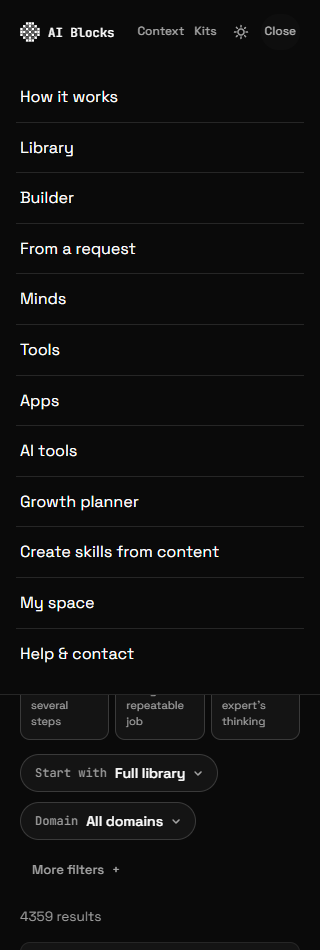 AI Blocks Context Kits Close
How it works
Library
Builder
From a request
Minds
Tools
Apps
AI tools
Growth planner
Create skills from content
My space
Help & contact
several repeatable expert's
steps job thinking
Start with Full library
Domain All domains
More filters +
4359 results